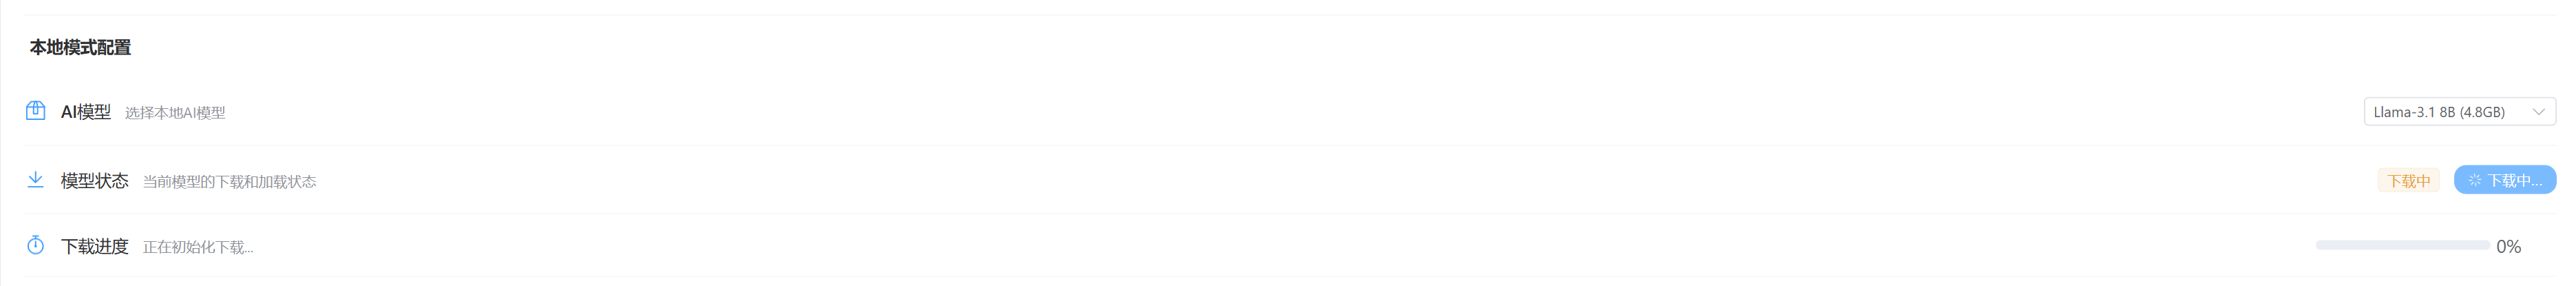 本地模式配置
AI模型 选择本地AI模型 Llama-3.1 8B (4.8GB)
模型状态 当前模型的下载和加载状态 下载中 下载中...
下载进度 正在初始化下载... 0%